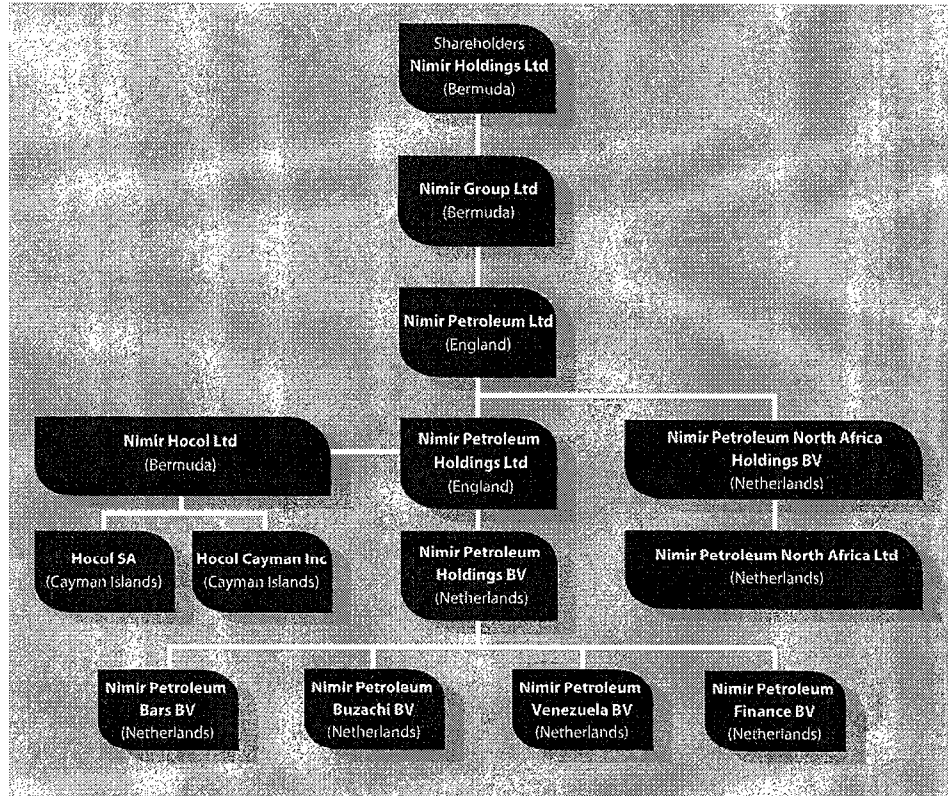 Shareholders
Nimir Holdings Ltd
(Bermuda)
Nimir Group Ltd
(Bermuda)
Nimir Petroleum Ltd
(England)
Nimir Hocol Ltd
(Bermuda)
Nimir Petroleum
Holdings Ltd
(England)
Nimir Petroleum North Africa
Holdings BV
(Netherlands)
Hocol SA
(Cayman Islands)
Hocol Cayman Inc
(Cayman Islands)
Nimir Petroleum
Holdings BV
(Netherlands)
Nimir Petroleum North Africa Ltd
(Netherlands)
Nimir Petroleum
Bars BV
(Netherlands)
Nimir Petroleum
Buzachi BV
(Netherlands)
Nimir Petroleum
Venezuela BV
(Netherlands)
Nimir Petroleum
Finance BV
(Netherlands)